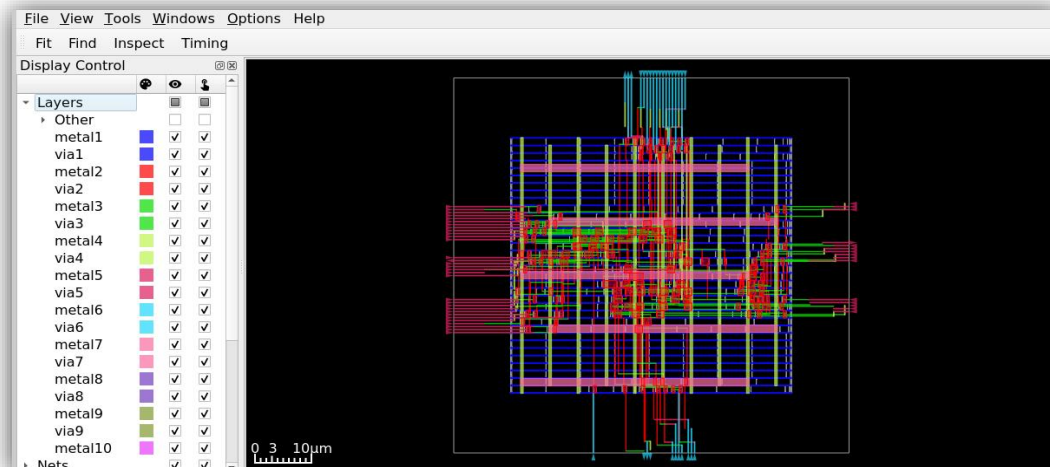 File View Tools Windows Options Help
Fit Find Inspect Timing
Display Control
Layers
Other
metal1
via1
metal2
via2
metal3
via3
metal4
via4
metal5
via5
metal6
via6
metal7
via7
metal8
via8
metal9
via9
metal10
Nets
0 3 10μm